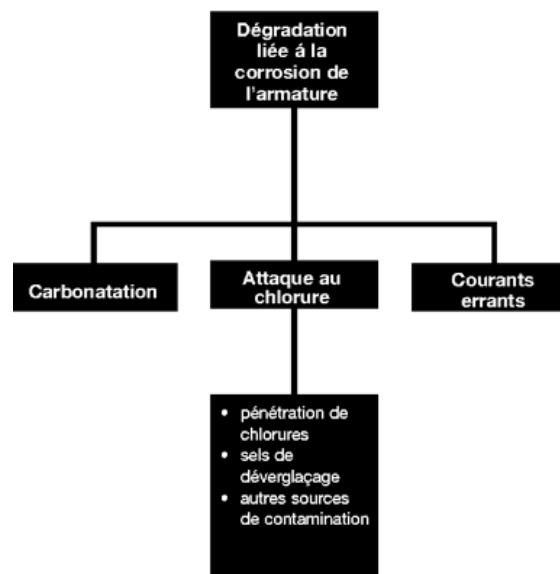 Dégradation
liée á la
corrosion de
l'armature
Carbonatation
Attaque au
chlorure
Courants
errants
• pénétration de
chlorures
• sels de
déverglaçage
• autres sources
de contamination